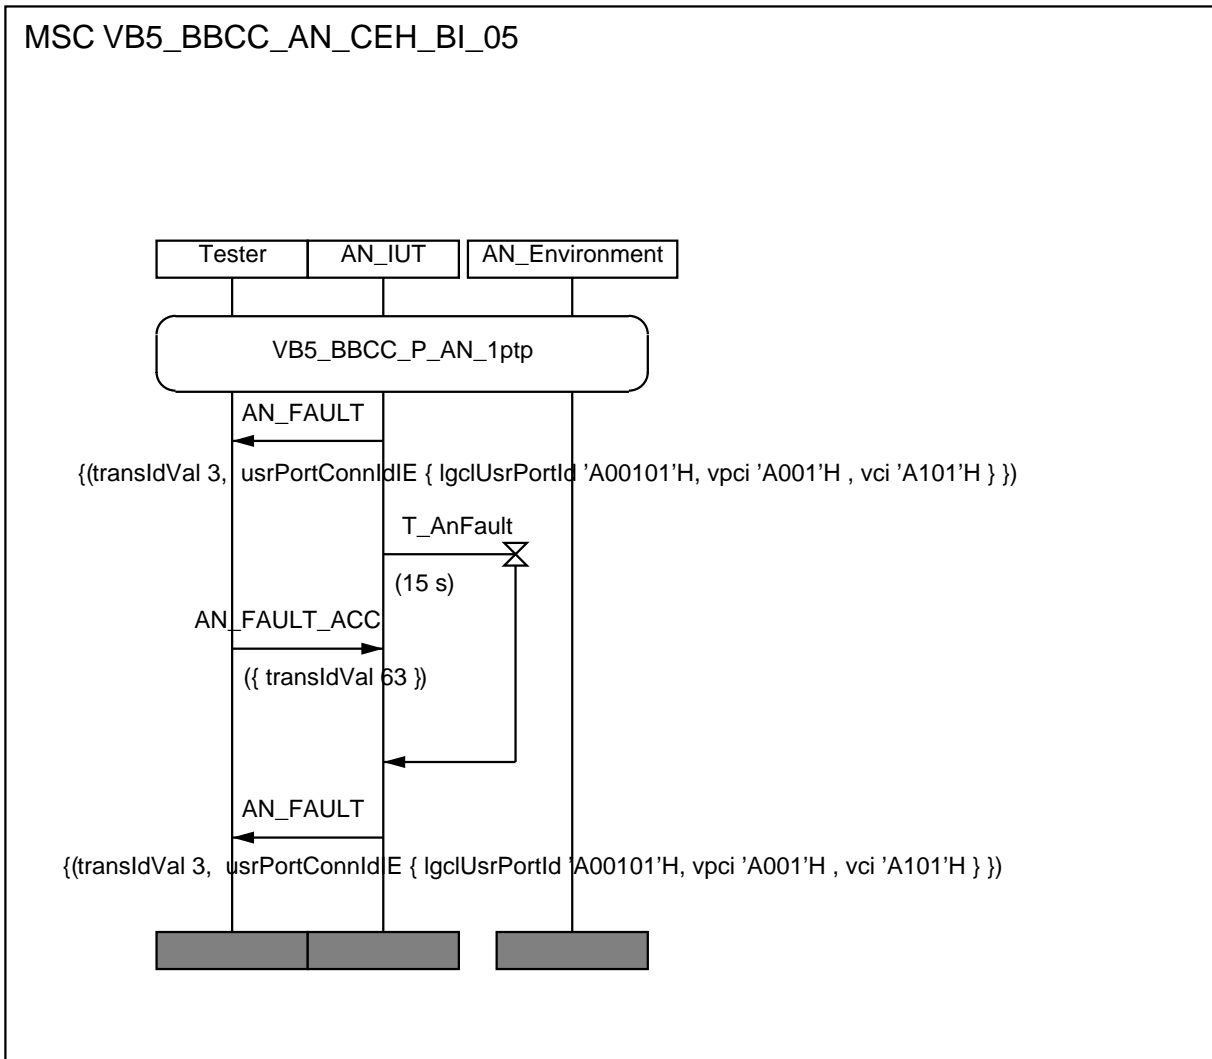 MSC VB5_BBCC_AN_CEH_BI_05
Tester AN_IUT AN_Environment
VB5_BBCC_P_AN_1ptp
AN_FAULT
{(transIdVal 3,  usrPortConnIdIE { lgclUsrPortId ’A00101’H, vpci ’A001’H , vci ’A101’H } })
T_AnFault
(15 s)
AN_FAULT_ACC
({ transIdVal 63 })
AN_FAULT
{(transIdVal 3,  usrPortConnIdIE { lgclUsrPortId ’A00101’H, vpci ’A001’H , vci ’A101’H } })